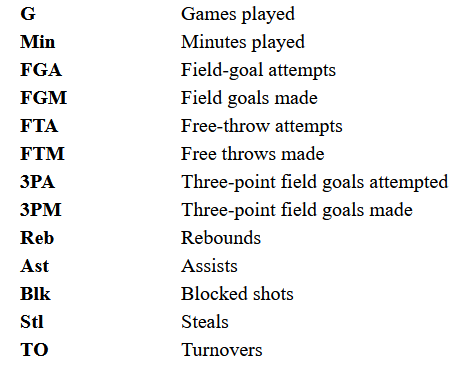 G Games played
Min Minutes played
FGA Field-goal attempts
FGM Field goals made
FTA Free-throw attempts
FTM Free throws made
3PA Three-point field goals attempted
3PM Three-point field goals made
Reb Rebounds
Ast Assists
Blk Blocked shots
Stl Steals
TO Turnovers